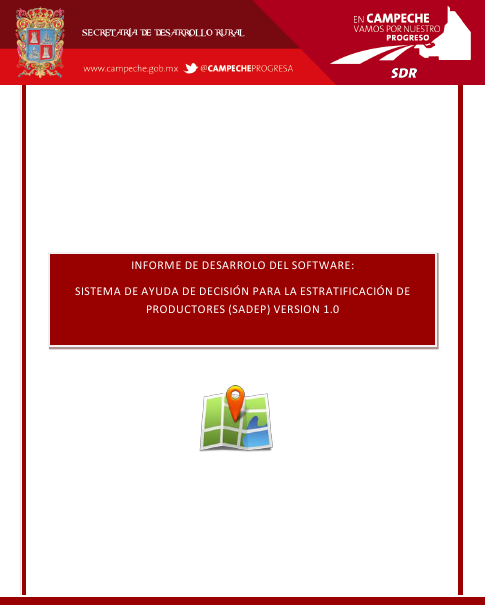 SECRETARÍA DE DESARROLLO RURAL
www.campeche.gob.mx @CAMPECHEPROGRESA
EN CAMPECHE
VAMOS POR NUESTRO
PROGRESO
SDR
INFORME DE DESARROLO DEL SOFTWARE:
SISTEMA DE AYUDA DE DECISIÓN PARA LA ESTRATIFICACIÓN DE
PRODUCTORES (SADEP) VERSION 1.0